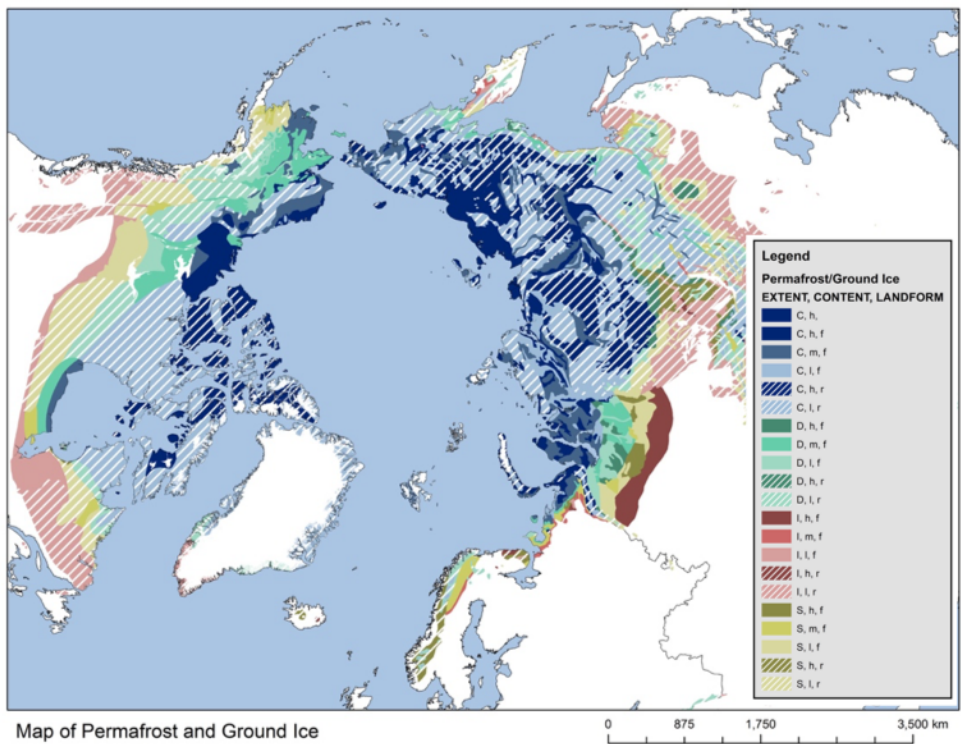 Legend
Permafrost/Ground Ice
EXTENT, CONTENT, LANDFORM
C, h,
C, h, f
C, m, f
C, l, f
C, h, r
C, l, r
D, h, f
D, m, f
D, l, f
D, h, r
D, l, r
I, h, f
I, m, f
I, l, f
I, h, r
I, l, r
S, h, f
S, m, f
S, l, f
S, h, r
S, l, r
Map of Permafrost and Ground Ice
0 875 1,750 3,500 km